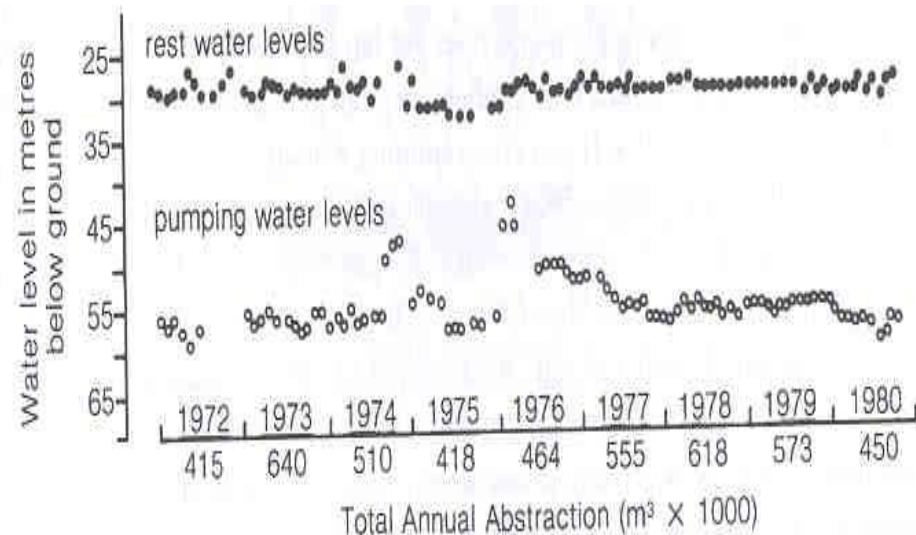 Water level in metres
below ground
25
35
45
55
65
rest water levels
pumping water levels
1972 1973 1974 1975 1976 1977 1978 1979 1980
415 640 510 418 464 555 618 573 450
Total Annual Abstraction (m³ × 1000)